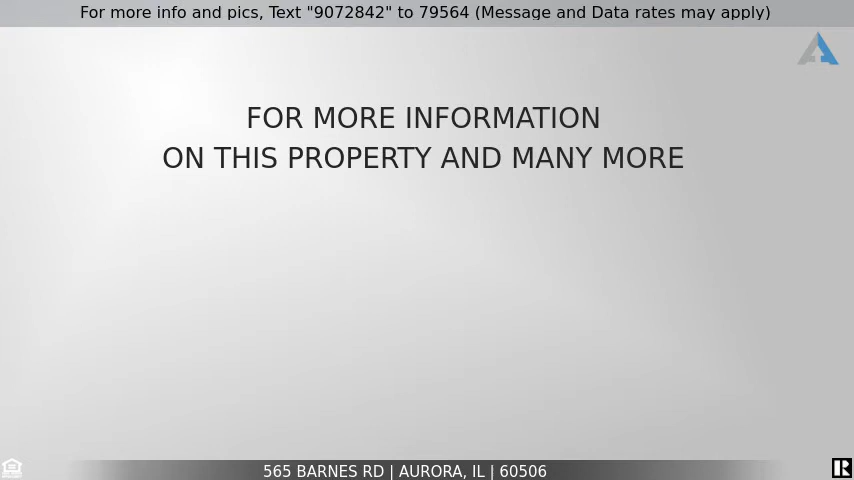 For more info and pics, Text "9072842" to 79564 (Message and Data rates may apply)
FOR MORE INFORMATION
ON THIS PROPERTY AND MANY MORE
565 BARNES RD | AURORA, IL | 60506